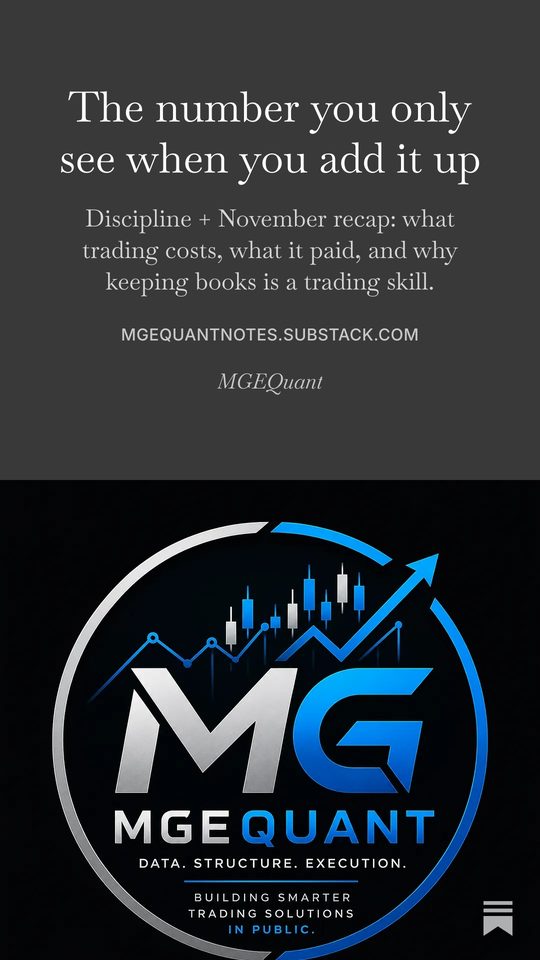 The number you only
see when you add it up
Discipline + November recap: what
trading costs, what it paid, and why
keeping books is a trading skill.
MGEQUANTNOTES.SUBSTACK.COM
MGEQuant
MG
MGEQUANT
DATA. STRUCTURE. EXECUTION.
BUILDING SMARTER
TRADING SOLUTIONS
IN PUBLIC.